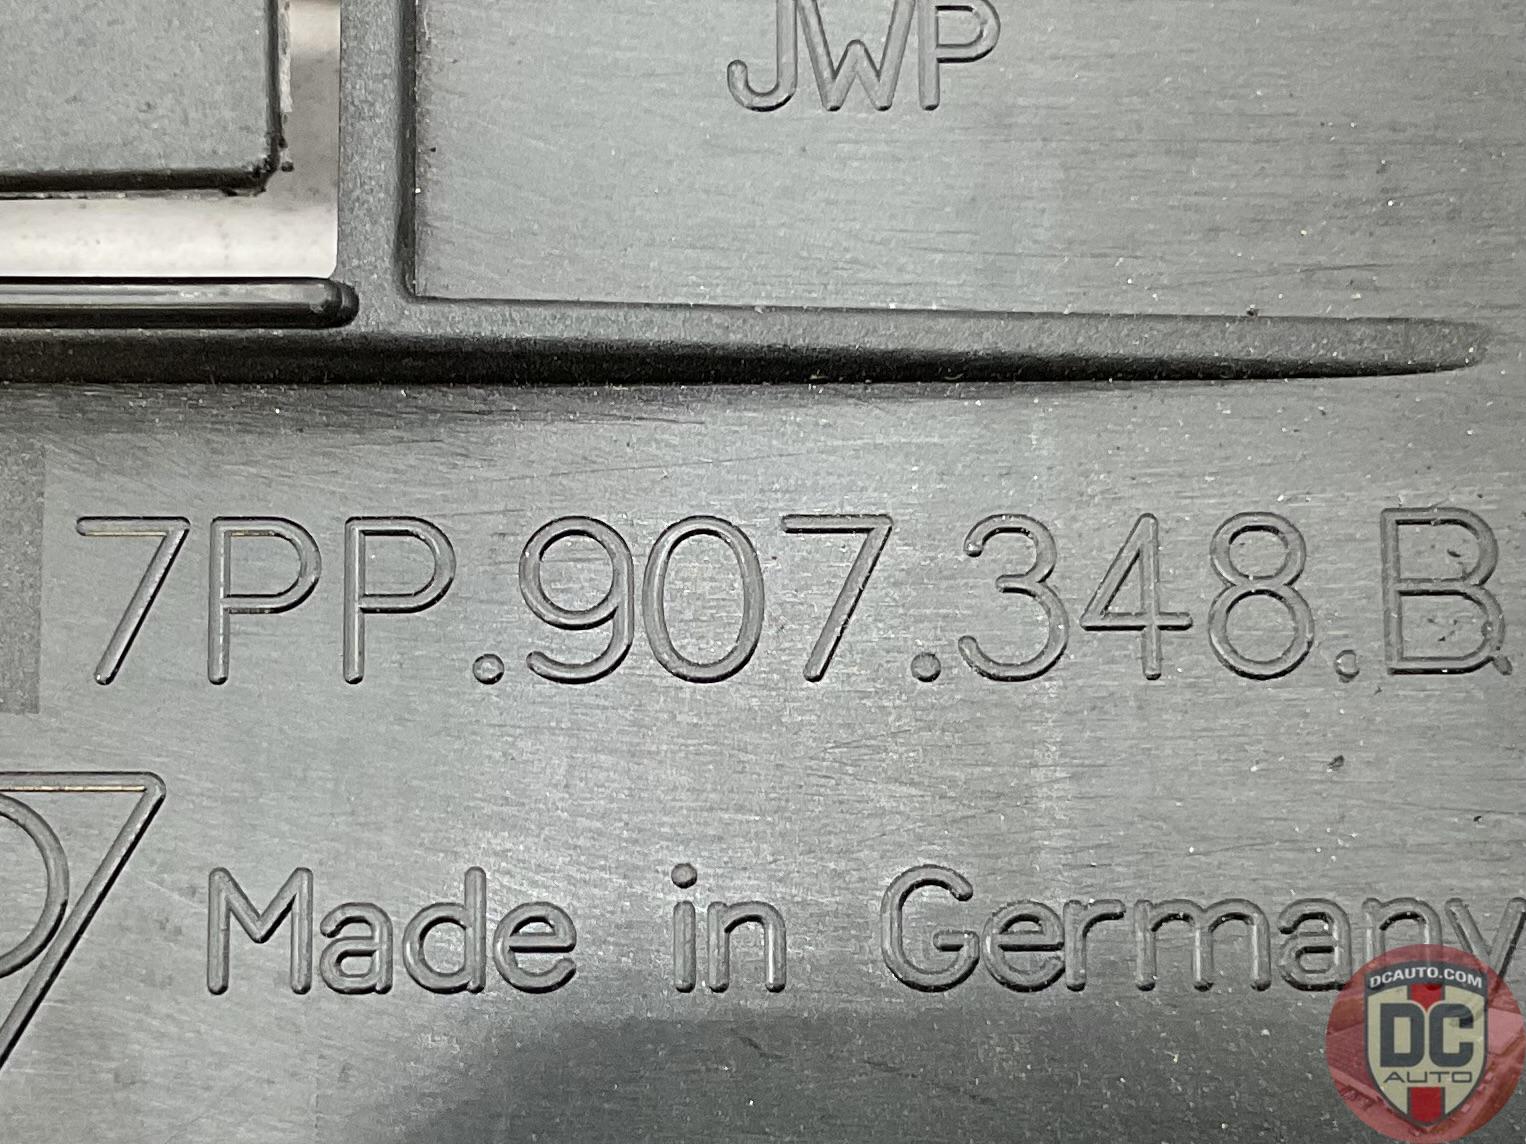 JWP
7PP.907.348.B
Made in Germany
DCAUTO.COM
DC
AUTO